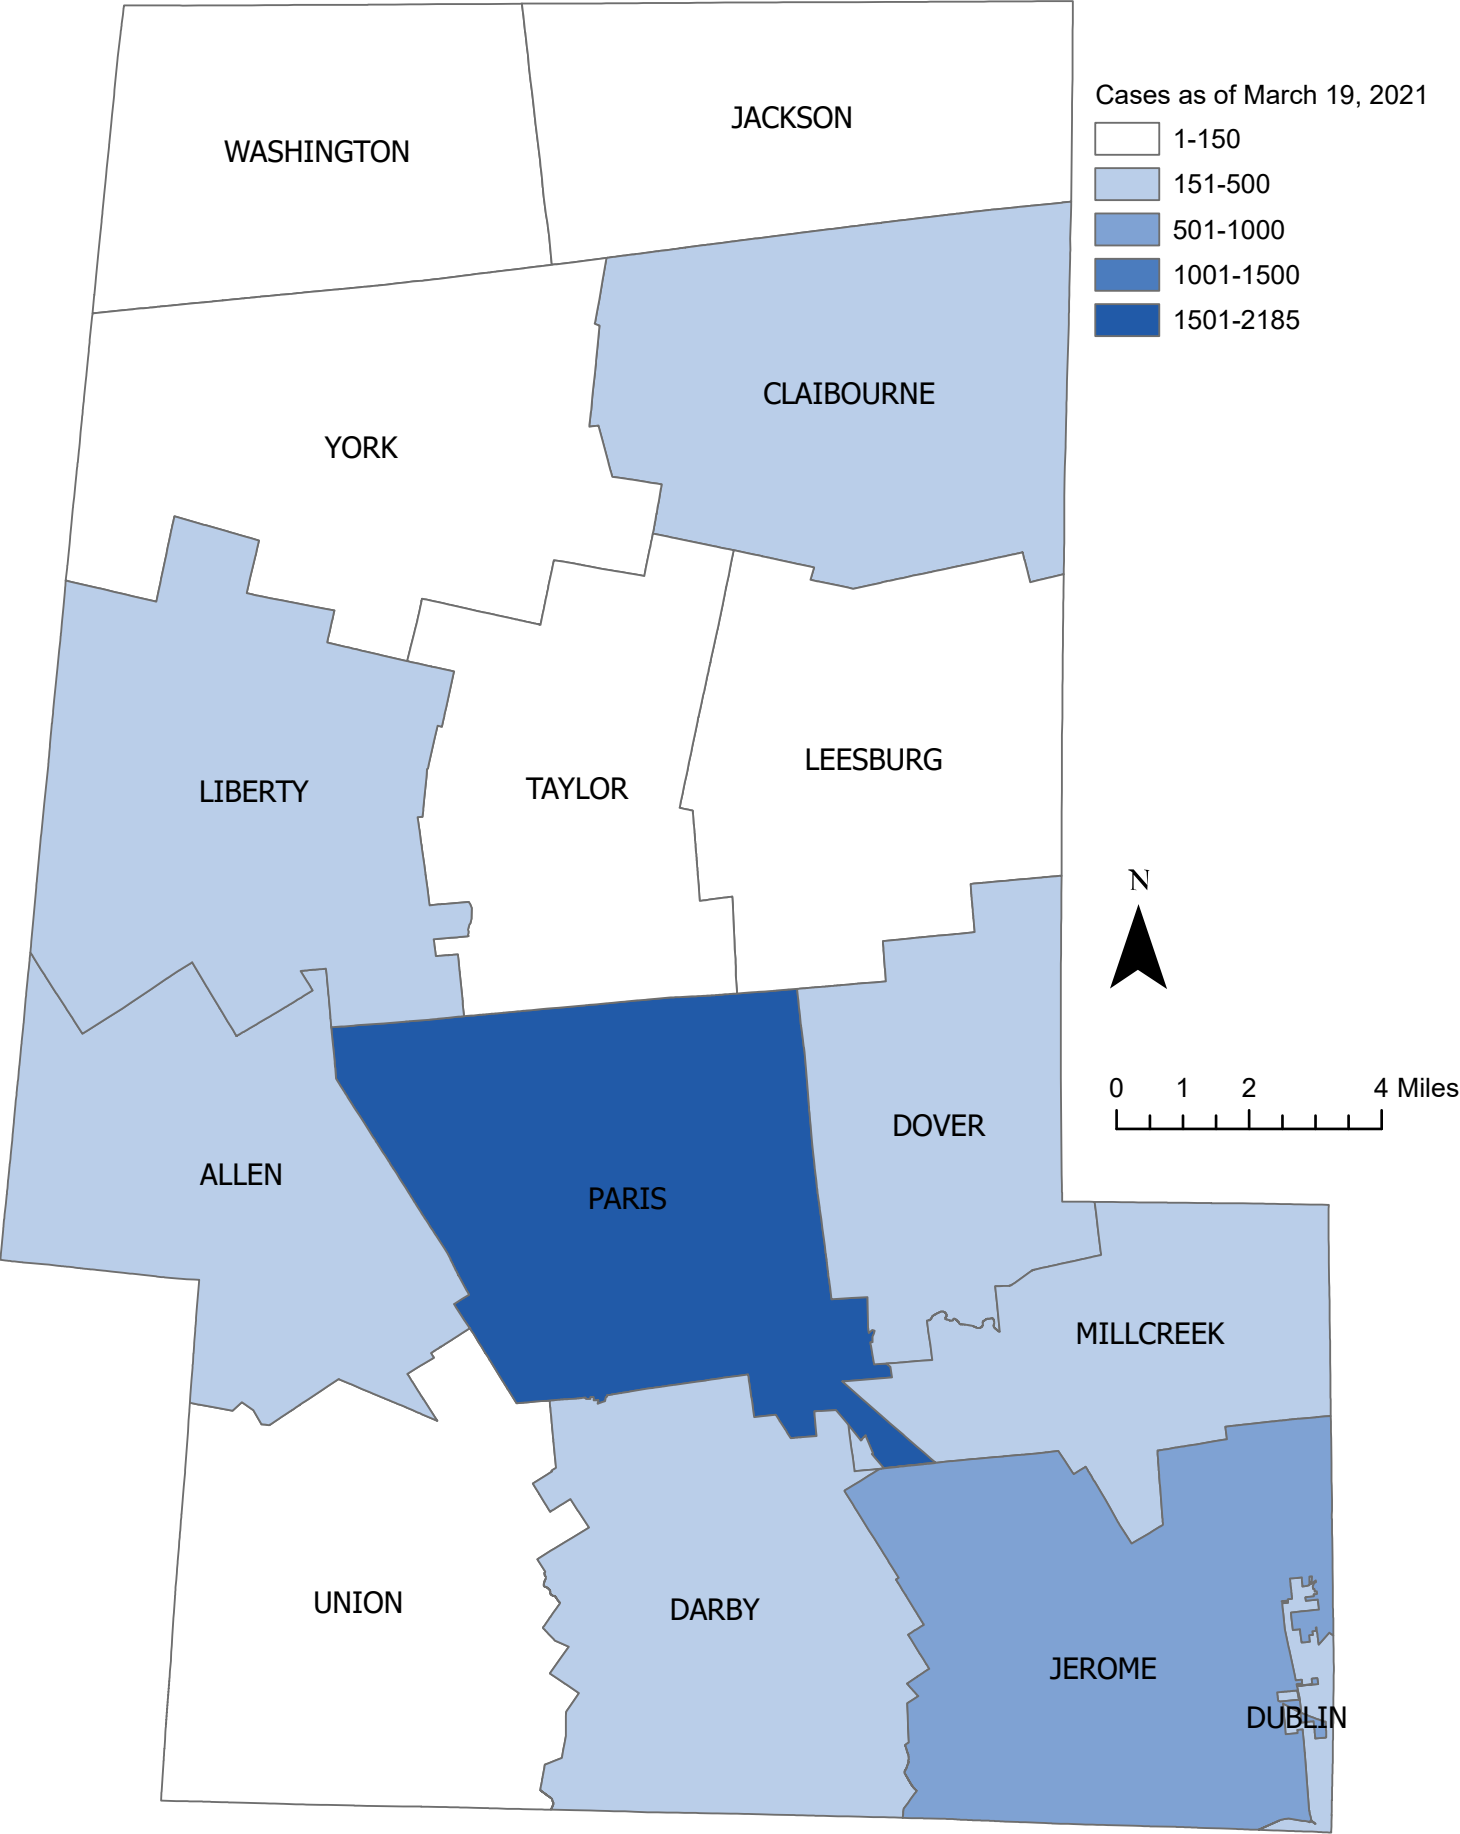 WASHINGTON
JACKSON
Cases as of March 19, 2021
1-150
151-500
501-1000
1001-1500
1501-2185
CLAIBOURNE
YORK
LIBERTY
TAYLOR
LEESBURG
N
0 1 2 4 Miles
ALLEN
PARIS
DOVER
MILLCREEK
UNION
DARBY
JEROME
DUBLIN